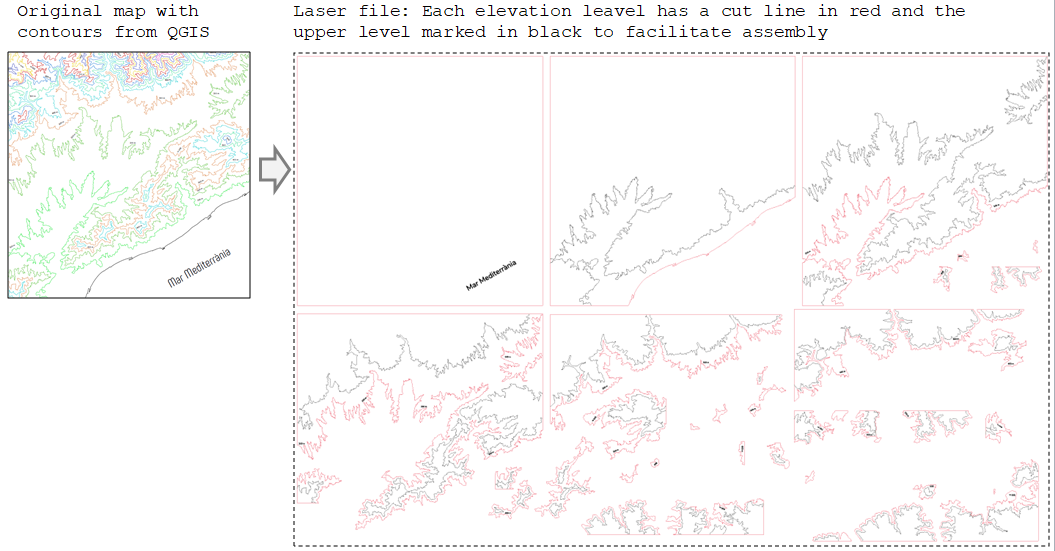 Original map with
contours from QGIS
Laser file: Each elevation leavel has a cut line in red and the
upper level marked in black to facilitate assembly
Mar Mediterrània
Mar Mediterrània